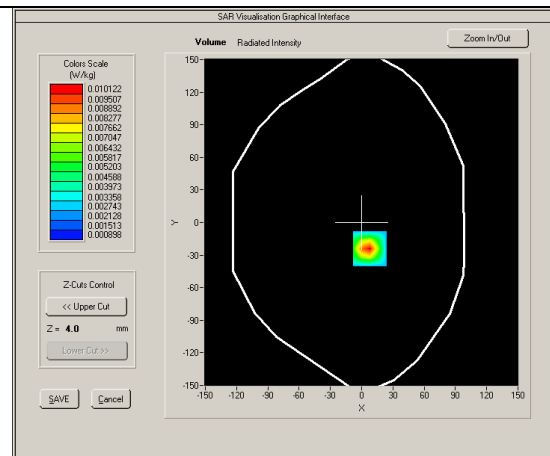 SAR Visualisation Graphical Interface
Volume Radiated Intensity
Zoom In/Out
Colors Scale
(W/kg)
0.010122
0.009507
0.008892
0.008277
0.007662
0.007047
0.006432
0.005817
0.005203
0.004588
0.003973
0.003358
0.002743
0.002128
0.001513
0.000898
Z-Cuts Control
<< Upper Cut
Z = 4.0 mm
Lower Cut >>
SAVE Cancel
150
120
90
60
30
0
-30
-60
-90
-120
-150
Y
-150 -120 -90 -60 -30 0 30 60 90 120 150
X